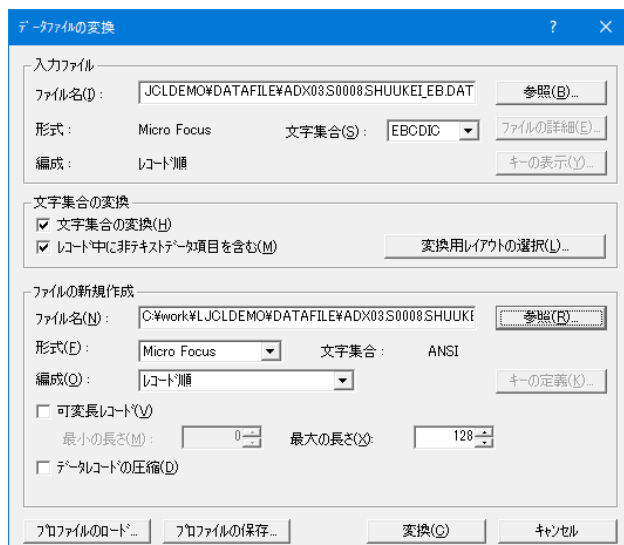 データファイルの変換 ? ×
入力ファイル
ファイル名(I): JCLDEMO¥DATAFILE¥ADX03.S0008.SHUUKEI_EB.DAT 参照(B)...
形式: Micro Focus 文字集合(S): EBCDIC ファイルの詳細(E)...
編成: レコード順 キーの表示(Y)...
文字集合の変換
文字集合の変換(H)
レコード中に非テキストデータ項目を含む(M) 変換用レイアウトの選択(L)...
ファイルの新規作成
ファイル名(N): C:¥work¥LJCLDEMO¥DATAFILE¥ADX03.S0008.SHUUKE 参照(R)...
形式(F): Micro Focus 文字集合: ANSI
編成(O): レコード順 キーの定義(K)...
可変長レコード(V)
最小の長さ(M): 0 最大の長さ(X): 128
データレコードの圧縮(D)
プロファイルのロード... プロファイルの保存... 変換(C) キャンセル